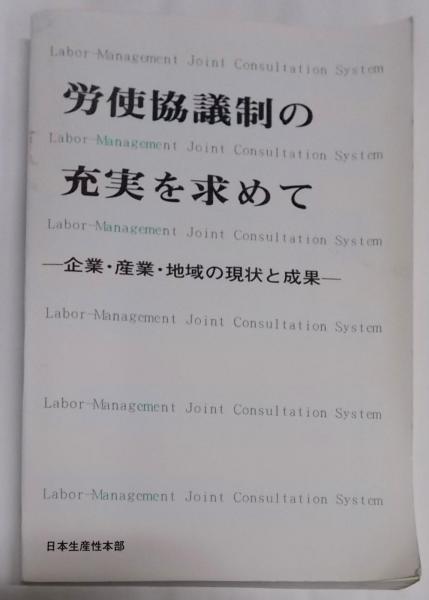 Labor-Management Joint Consultation System
労使協議制の
Labor-Management Joint Consultation System
充実を求めて
Labor-Management Joint Consultation System
―企業・産業・地域の現状と成果―
Labor-Management Joint Consultation System
Labor-Management Joint Consultation System
Labor-Management Joint Consultation System
日本生産性本部